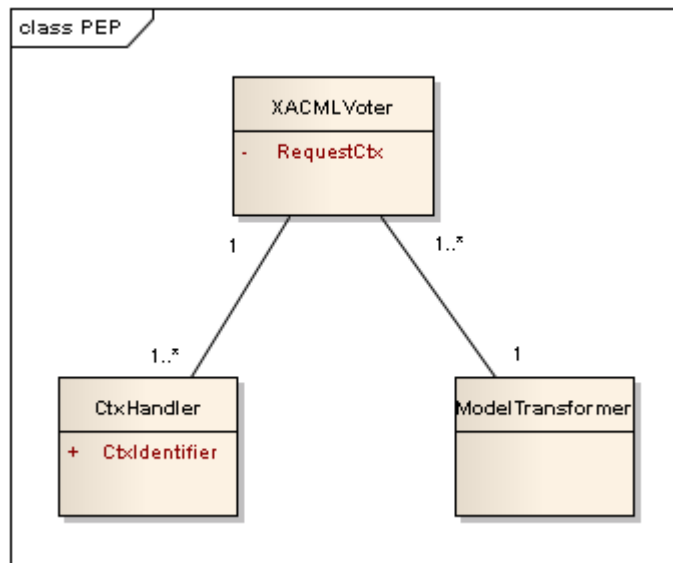 class PEP
XACMLVoter
- RequestCtx
1
1..*
1..*
1
CtxHandler
ModelTransformer
+ CtxIdentifier